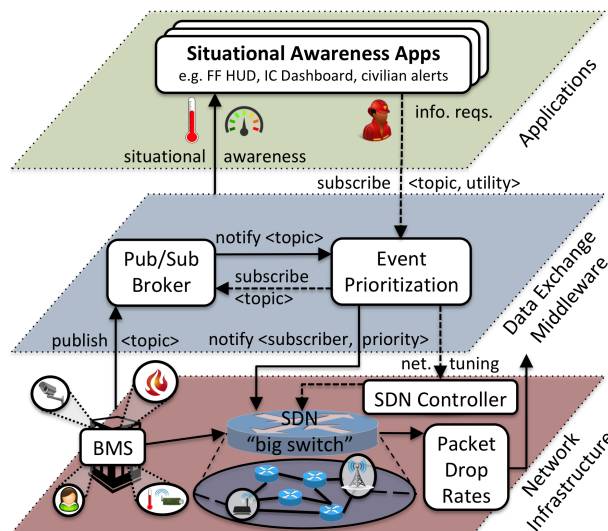 Situational Awareness Apps
e.g. FF HUD, IC Dashboard, civilian alerts
info. reqs.
situational awareness
Applications
subscribe <topic, utility>
notify <topic>
Pub/Sub
Broker
Event
Prioritization
subscribe
<topic>
Data Exchange
Middleware
publish <topic>
notify <subscriber, priority>
net. tuning
SDN Controller
SDN
"big switch"
BMS
Packet
Drop
Rates
Network
Infrastructure